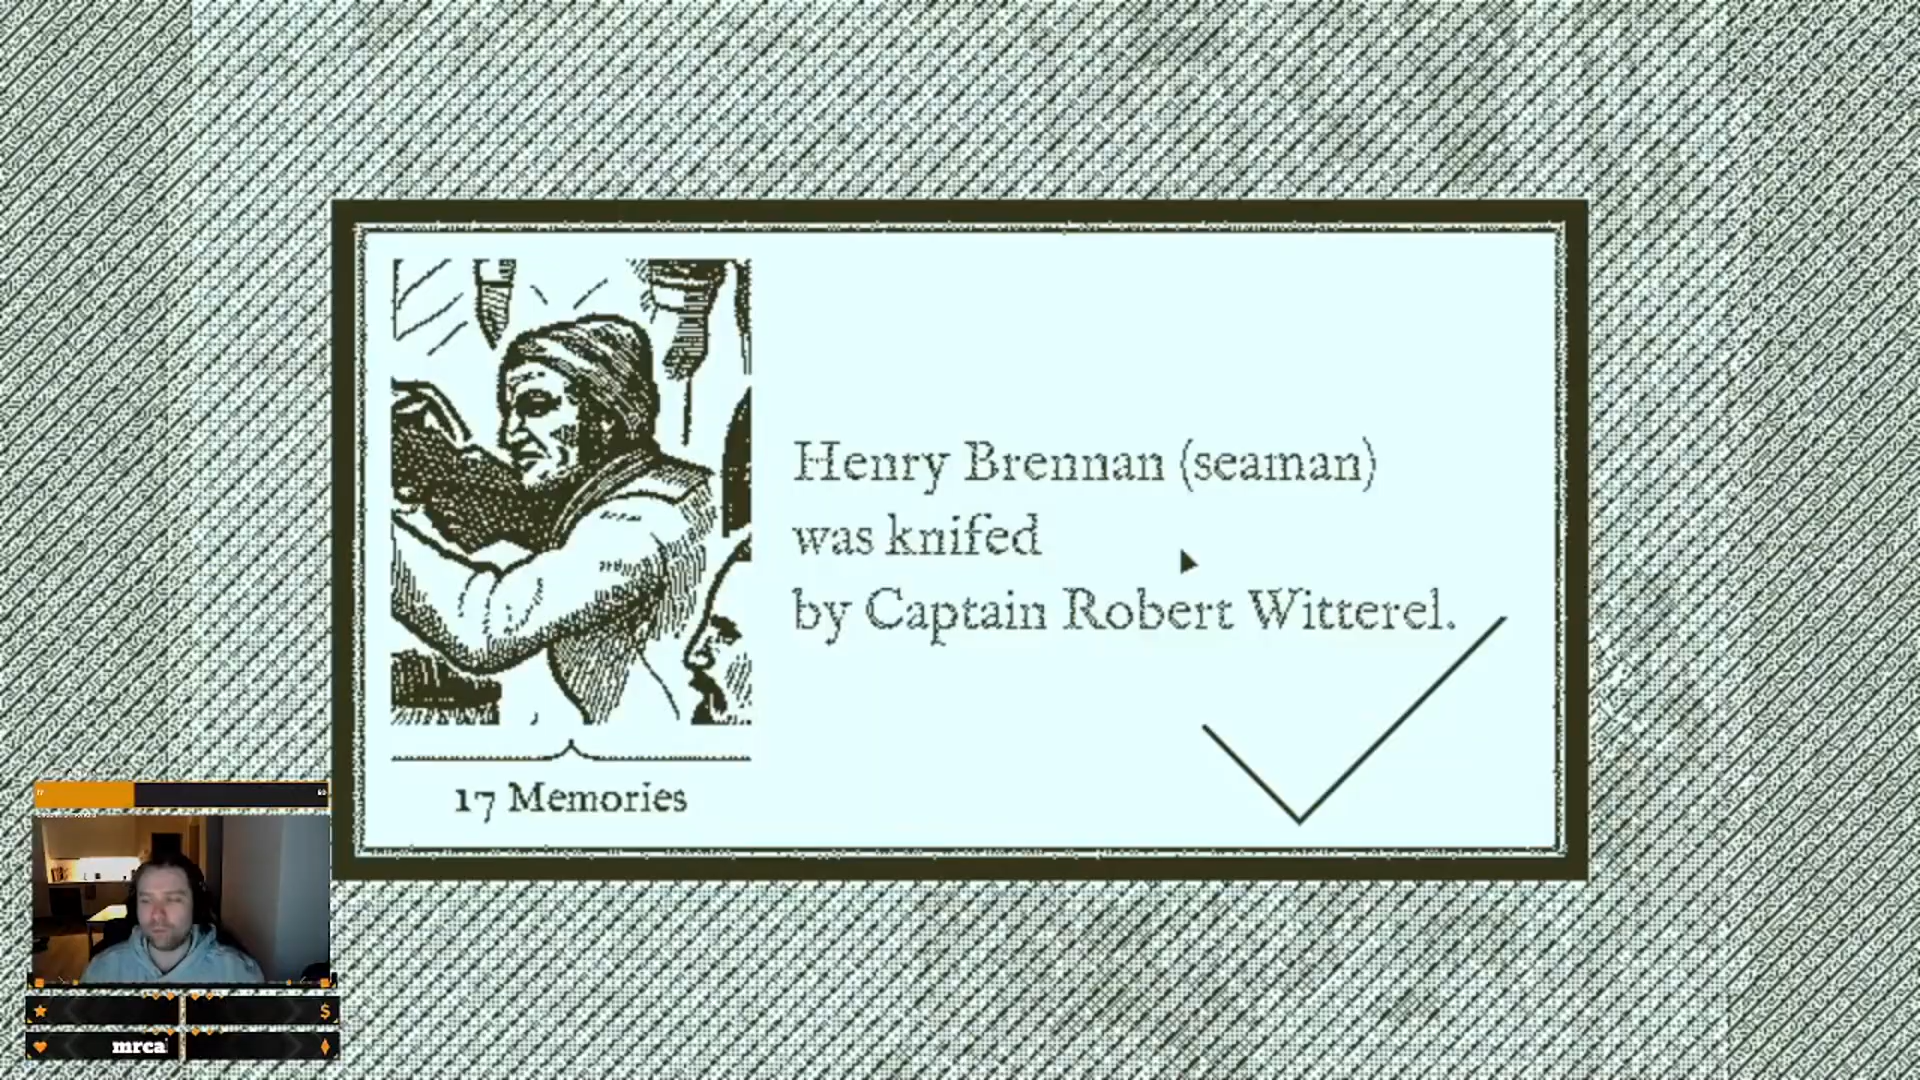 Henry Brennan (seaman)
was knifed
by Captain Robert Witterel.
17 Memories
$
mrca